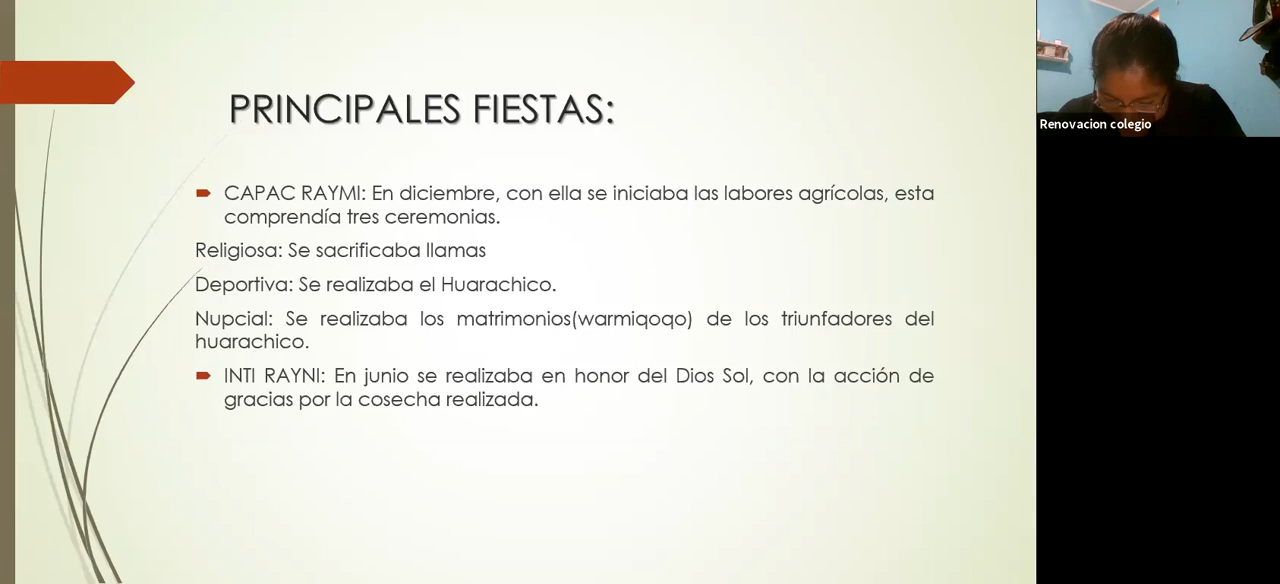 PRINCIPALES FIESTAS:
CAPAC RAYMI: En diciembre, con ella se iniciaba las labores agrícolas, esta
comprendía tres ceremonias.
Religiosa: Se sacrificaba llamas
Deportiva: Se realizaba el Huarachico.
Nupcial: Se realizaba los matrimonios(warmiqoqo) de los triunfadores del
huarachico.
INTI RAYNI: En junio se realizaba en honor del Dios Sol, con la acción de
gracias por la cosecha realizada.
Renovacion colegio